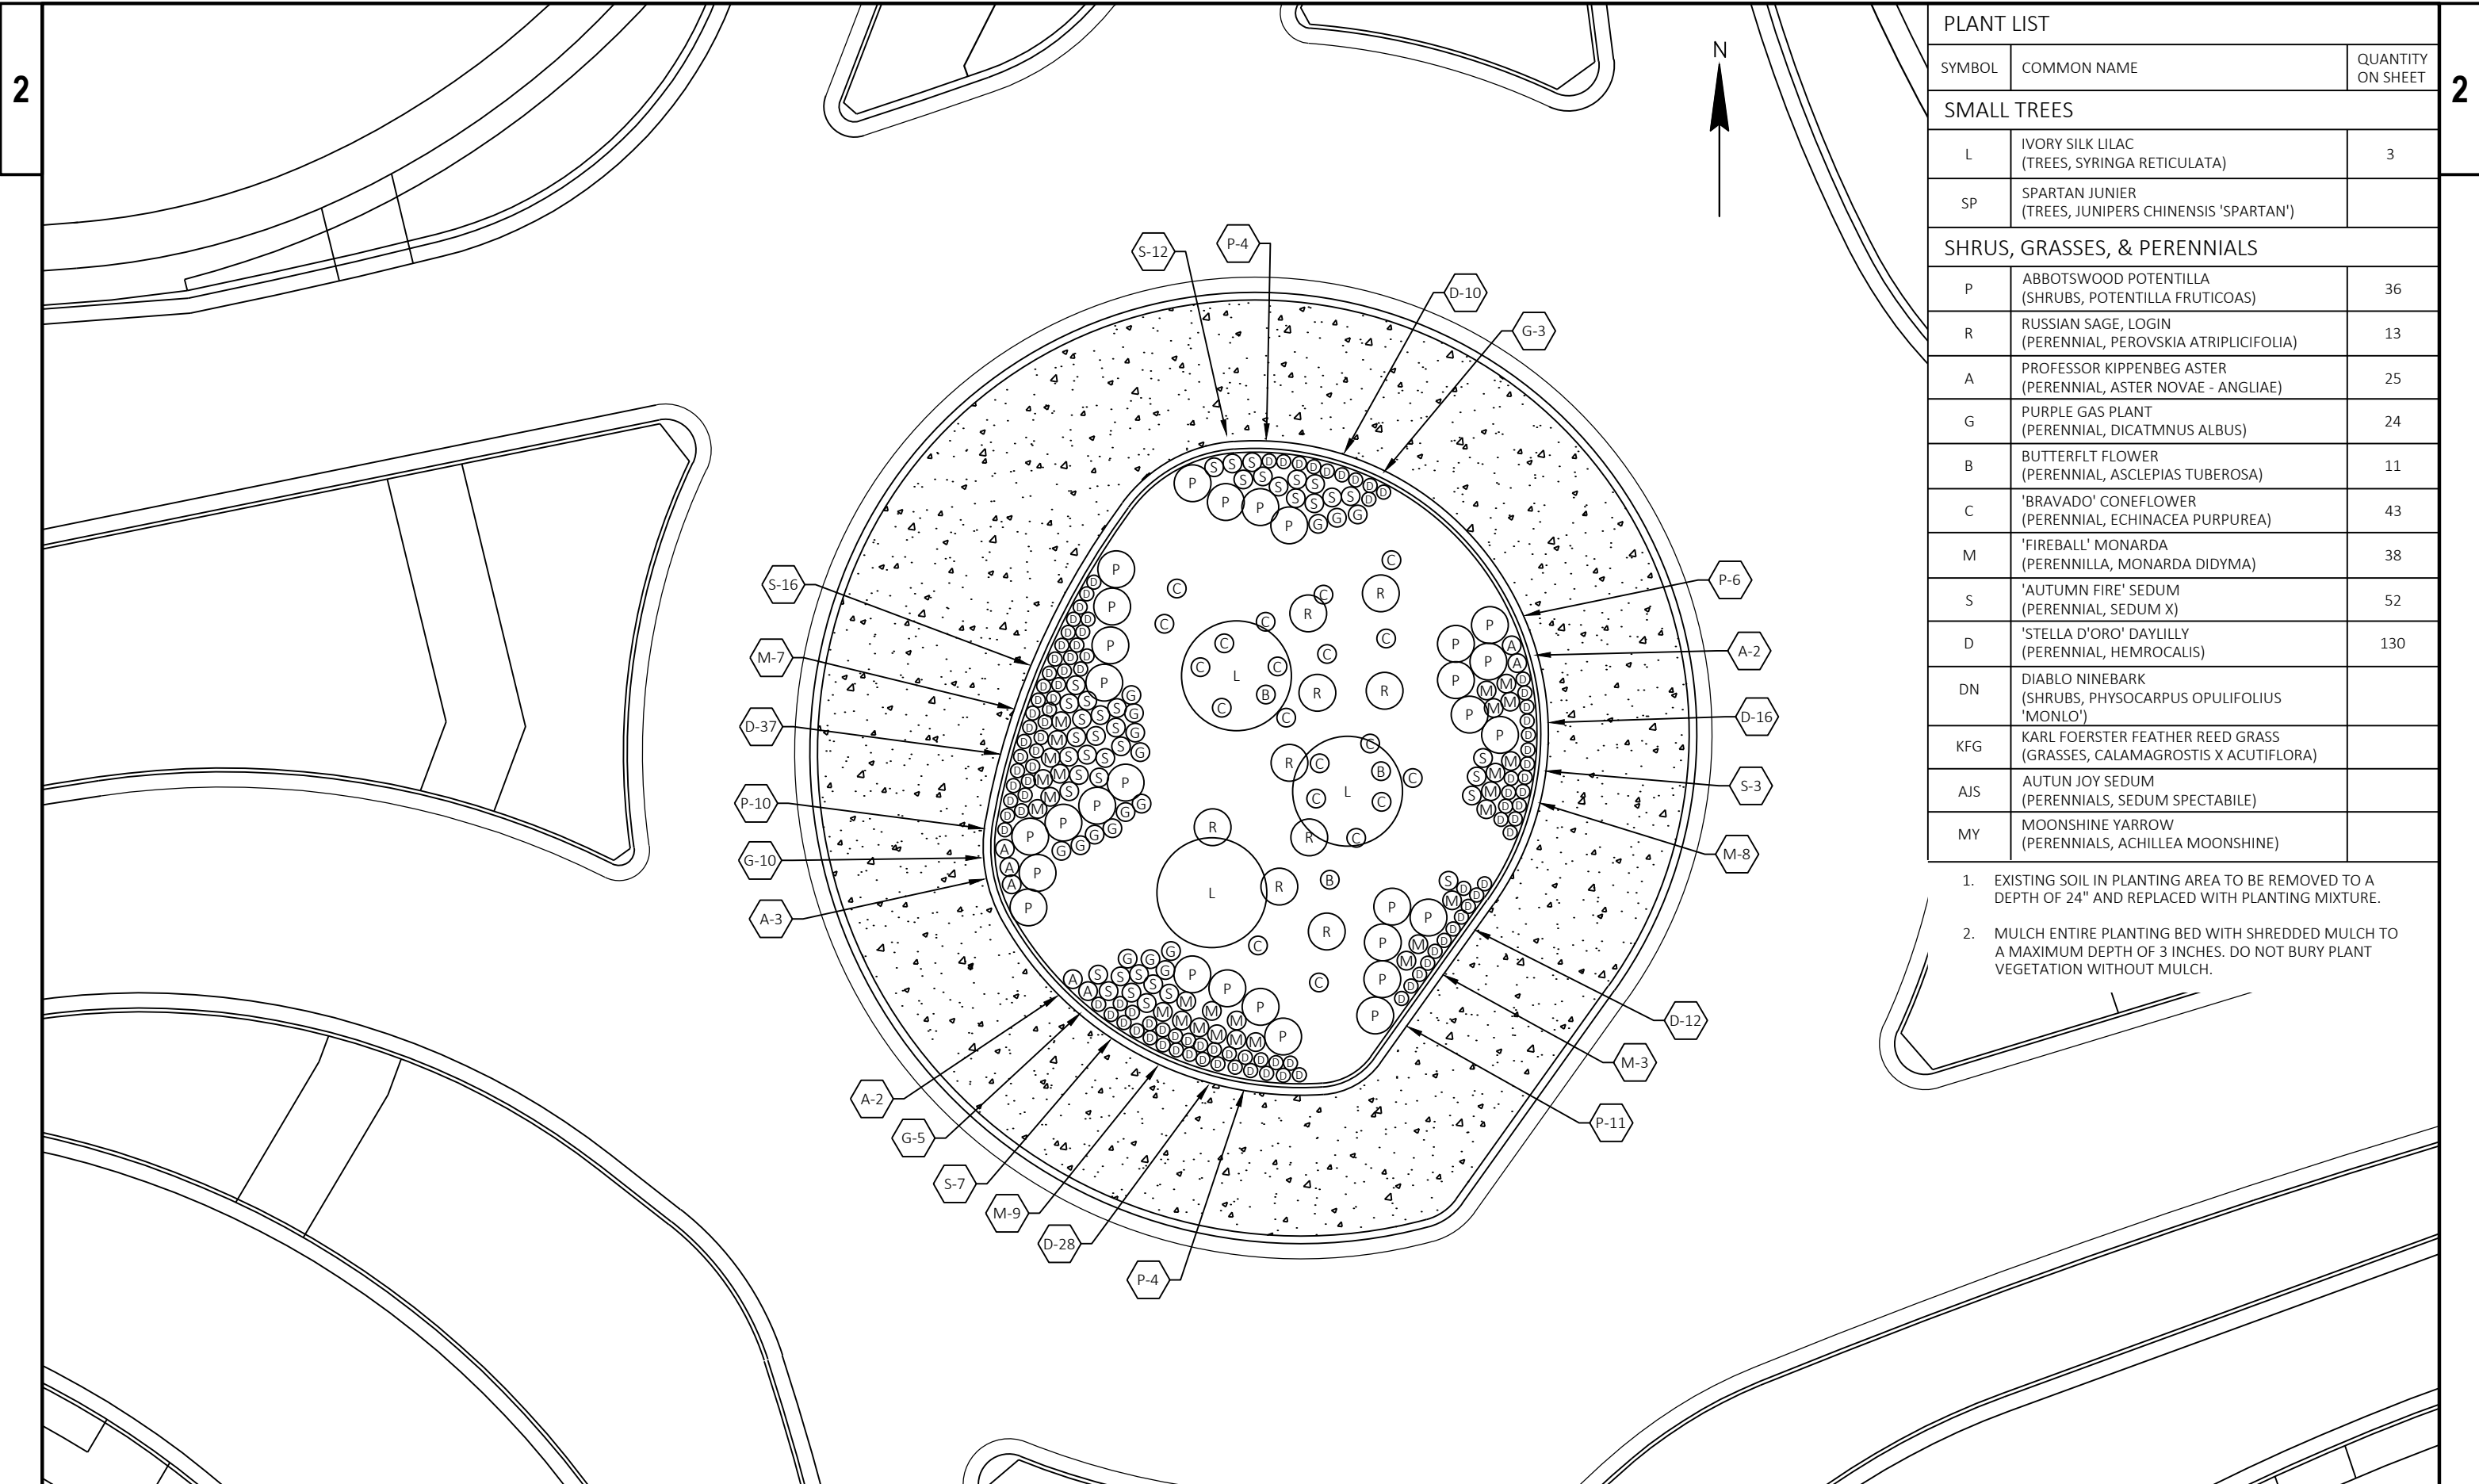 2
2
N
PLANT LIST
SYMBOL COMMON NAME QUANTITY ON SHEET
SMALL TREES
L IVORY SILK LILAC 3
(TREES, SYRINGA RETICULATA)
SP SPARTAN JUNIER
(TREES, JUNIPERS CHINENSIS 'SPARTAN')
SHRUS, GRASSES, & PERENNIALS
P ABBOTSWOOD POTENTILLA 36
(SHRUBS, POTENTILLA FRUTICOAS)
R RUSSIAN SAGE, LOGIN 13
(PERENNIAL, PEROVSKIA ATRIPLICIFOLIA)
A PROFESSOR KIPPENBEG ASTER 25
(PERENNIAL, ASTER NOVAE - ANGLIAE)
G PURPLE GAS PLANT 24
(PERENNIAL, DICATMNUS ALBUS)
B BUTTERFLT FLOWER 11
(PERENNIAL, ASCLEPIAS TUBEROSA)
C 'BRAVADO' CONEFLOWER 43
(PERENNIAL, ECHINACEA PURPUREA)
M 'FIREBALL' MONARDA 38
(PERENNILLA, MONARDA DIDYMA)
S 'AUTUMN FIRE' SEDUM 52
(PERENNIAL, SEDUM X)
D 'STELLA D'ORO' DAYLILLY 130
(PERENNIAL, HEMROCALIS)
DN DIABLO NINEBARK
(SHRUBS, PHYSOCARPUS OPULIFOLIUS
'MONLO')
KFG KARL FOERSTER FEATHER REED GRASS
(GRASSES, CALAMAGROSTIS X ACUTIFLORA)
AJS AUTUN JOY SEDUM
(PERENNIALS, SEDUM SPECTABILE)
MY MOONSHINE YARROW
(PERENNIALS, ACHILLEA MOONSHINE)
1. EXISTING SOIL IN PLANTING AREA TO BE REMOVED TO A
DEPTH OF 24" AND REPLACED WITH PLANTING MIXTURE.
2. MULCH ENTIRE PLANTING BED WITH SHREDDED MULCH TO
A MAXIMUM DEPTH OF 3 INCHES. DO NOT BURY PLANT
VEGETATION WITHOUT MULCH.
S-12
P-4
D-10
G-3
P-6
A-2
D-16
S-3
M-8
D-12
M-3
P-11
P-4
D-28
M-9
S-7
G-5
A-2
A-3
G-10
P-10
D-37
M-7
S-16
L
L
L